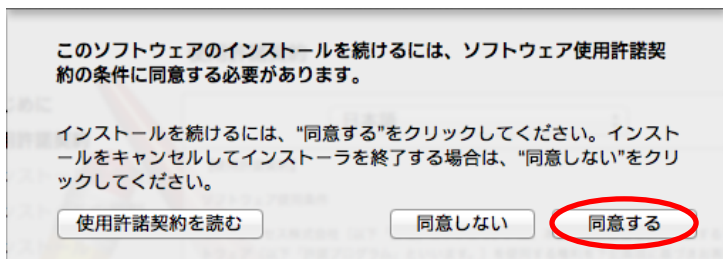 このソフトウェアのインストールを続けるには、ソフトウェア使用許諾契
約の条件に同意する必要があります。
インストールを続けるには、“同意する”をクリックしてください。インスト
ールをキャンセルしてインストーラを終了する場合は、“同意しない”をクリ
ックしてください。
使用許諾契約を読む
同意しない
同意する